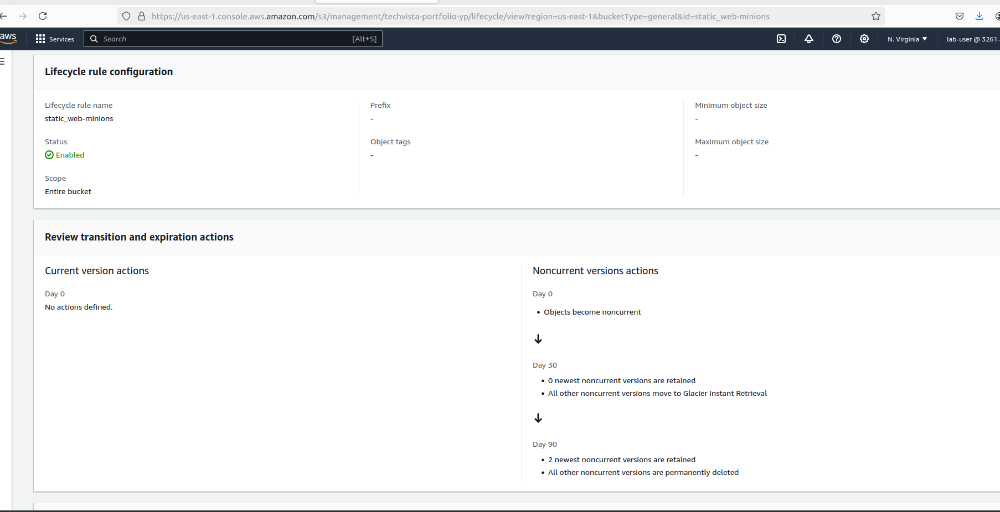 https://us-east-1.console.aws.amazon.com/s3/management/techvista-portfolio-yp/lifecycle/view?region=us-east-1&bucketType=general&id=static_web-minions
aws
Services
Search
[Alt+S]
N. Virginia
lab-user @ 3261-
Lifecycle rule configuration
Lifecycle rule name
static_web-minions
Status
Enabled
Scope
Entire bucket
Prefix
-
Object tags
-
Minimum object size
-
Maximum object size
-
Review transition and expiration actions
Current version actions
Day 0
No actions defined.
Noncurrent versions actions
Day 0
• Objects become noncurrent
Day 30
• 0 newest noncurrent versions are retained
• All other noncurrent versions move to Glacier Instant Retrieval
Day 90
• 2 newest noncurrent versions are retained
• All other noncurrent versions are permanently deleted